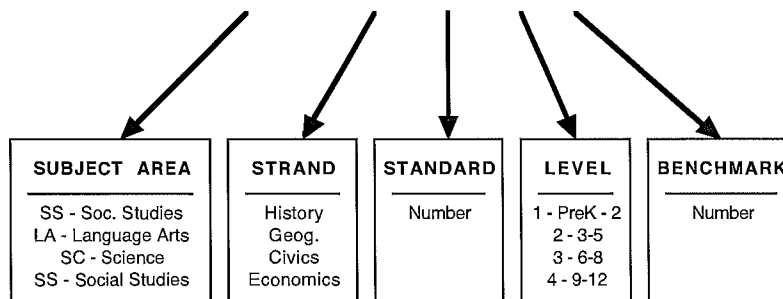 SUBJECT AREA
SS - Soc. Studies
LA - Language Arts
SC - Science
SS - Social Studies
STRAND
History
Geog.
Civics
Economics
STANDARD
Number
LEVEL
1 - PreK - 2
2 - 3-5
3 - 6-8
4 - 9-12
BENCHMARK
Number